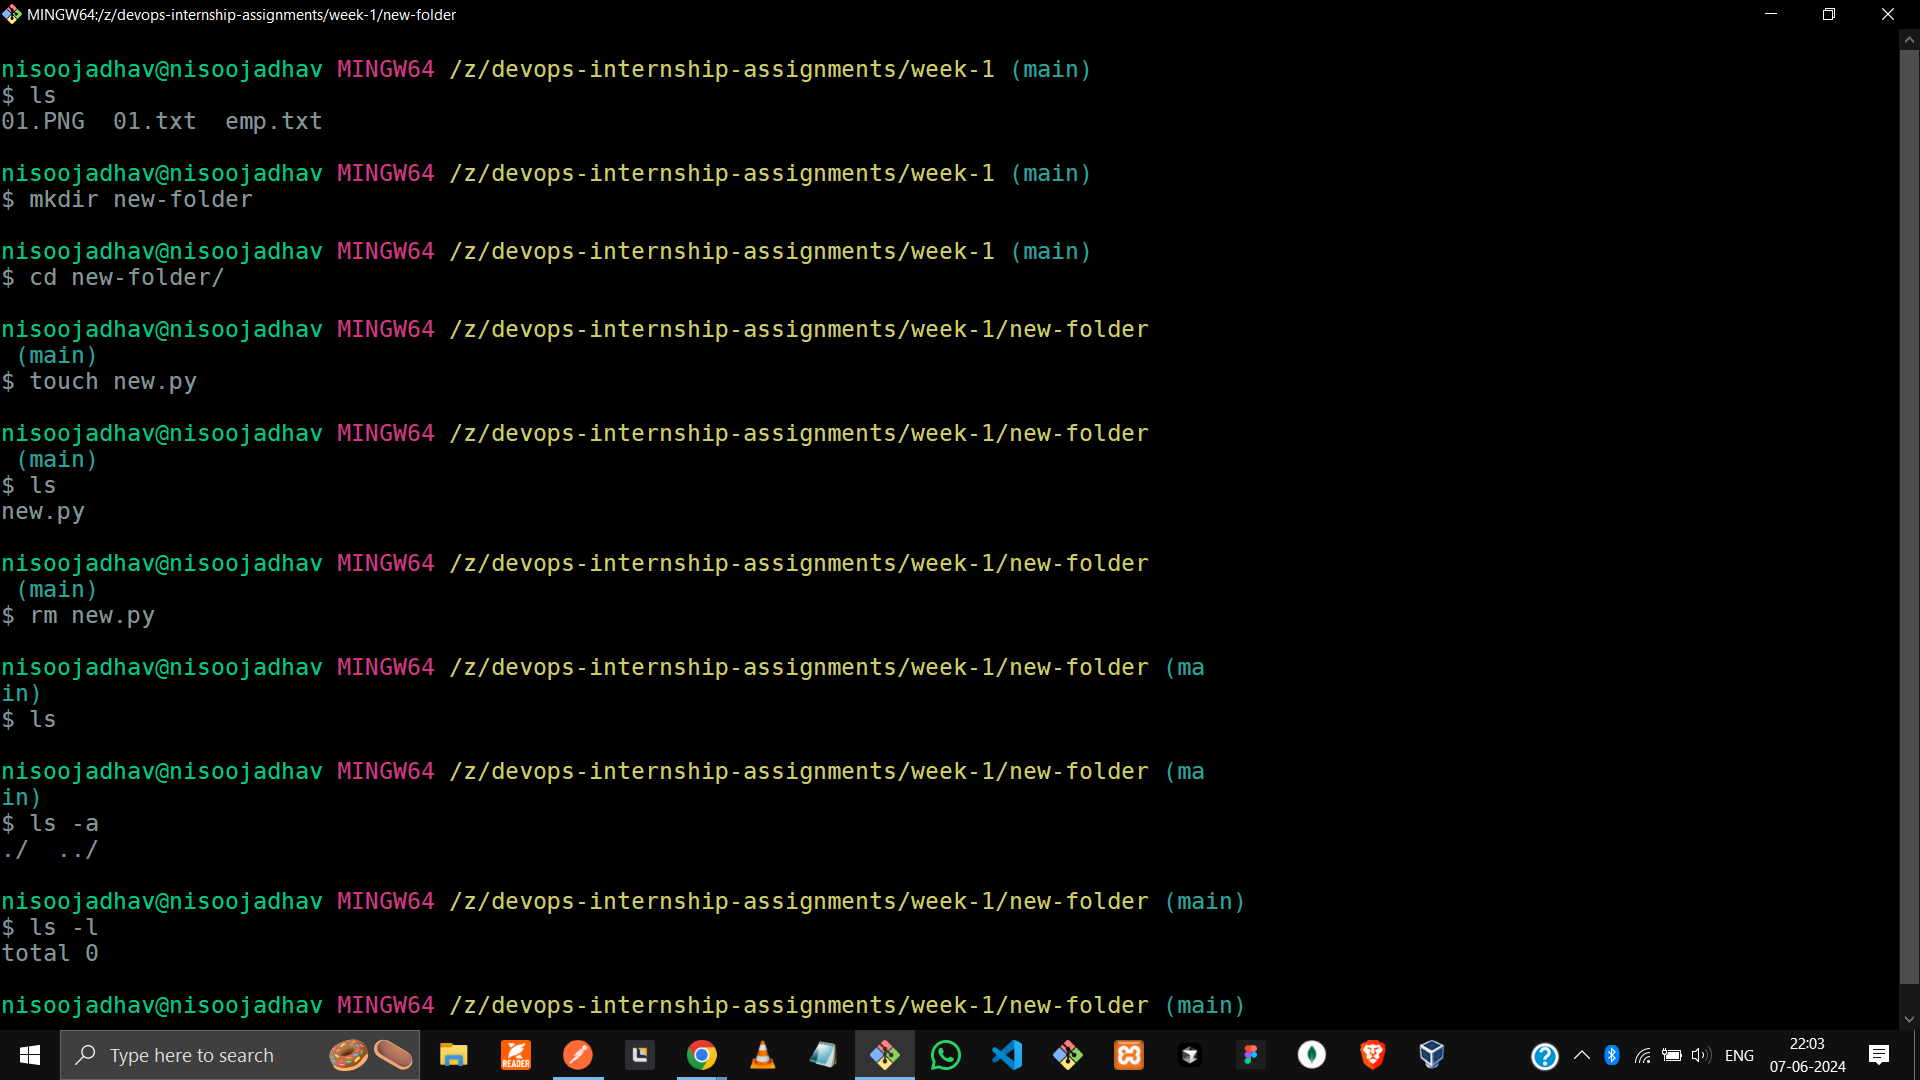 MINGW64:/z/devops-internship-assignments/week-1/new-folder
nisoojadhav@nisoojadhav MINGW64 /z/devops-internship-assignments/week-1 (main)
$ ls
01.PNG  01.txt  emp.txt
nisoojadhav@nisoojadhav MINGW64 /z/devops-internship-assignments/week-1 (main)
$ mkdir new-folder
nisoojadhav@nisoojadhav MINGW64 /z/devops-internship-assignments/week-1 (main)
$ cd new-folder/
nisoojadhav@nisoojadhav MINGW64 /z/devops-internship-assignments/week-1/new-folder
(main)
$ touch new.py
nisoojadhav@nisoojadhav MINGW64 /z/devops-internship-assignments/week-1/new-folder
(main)
$ ls
new.py
nisoojadhav@nisoojadhav MINGW64 /z/devops-internship-assignments/week-1/new-folder
(main)
$ rm new.py
nisoojadhav@nisoojadhav MINGW64 /z/devops-internship-assignments/week-1/new-folder (ma
in)
$ ls
nisoojadhav@nisoojadhav MINGW64 /z/devops-internship-assignments/week-1/new-folder (ma
in)
$ ls -a
./  ../
nisoojadhav@nisoojadhav MINGW64 /z/devops-internship-assignments/week-1/new-folder (main)
$ ls -l
total 0
nisoojadhav@nisoojadhav MINGW64 /z/devops-internship-assignments/week-1/new-folder (main)
Type here to search
READER
ENG
22:03
07-06-2024